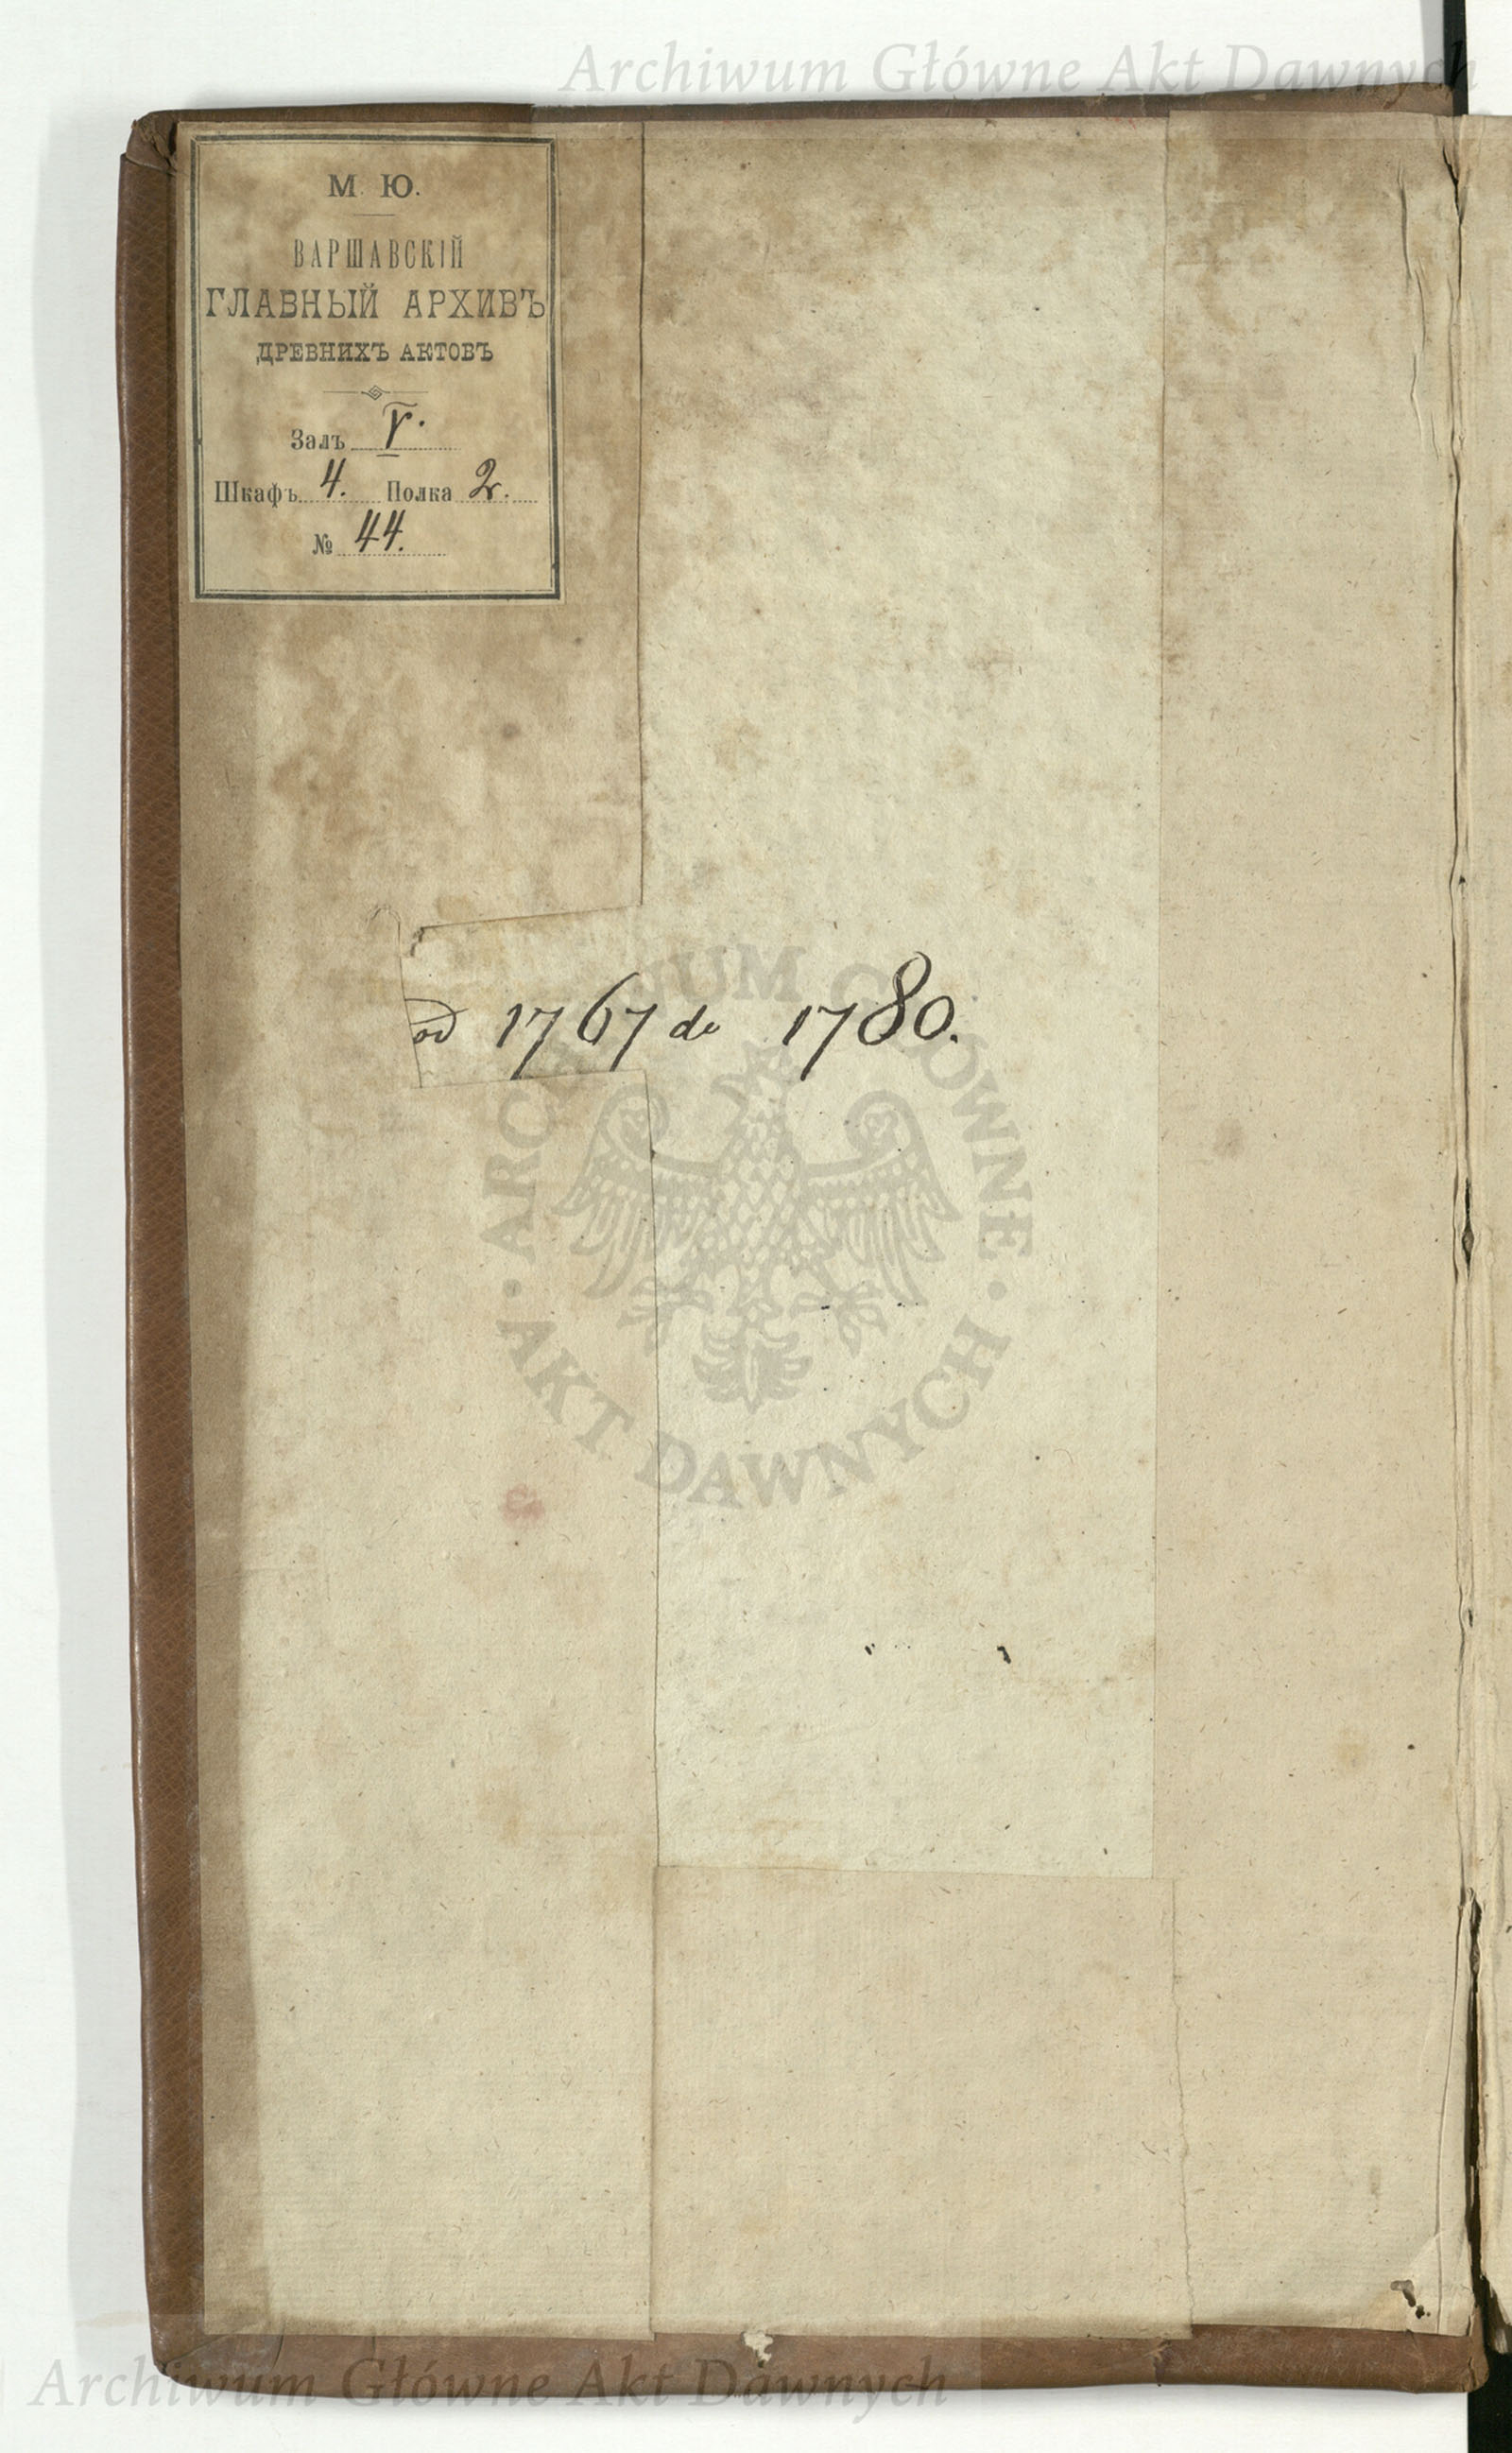 Archiwum Główne Akt Dawnych
М. Ю.
ВАРШАВСКІЙ
ГЛАВНЫЙ АРХИВЪ
ДРЕВНИХЪ АКТОВЪ
Залъ V.
Шкафъ 4. Полка 2.
№ 44.
od 1767 do 1780.
ARCHIWUM GŁÓWNE
AKT DAWNYCH
Archiwum Główne Akt Dawnych